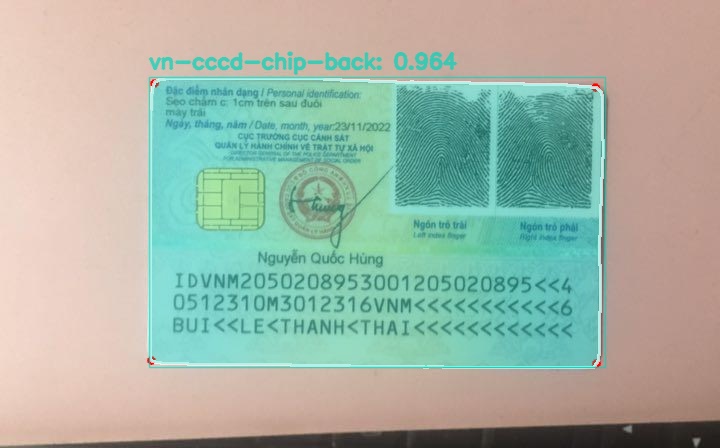 vn-cccd-chip-back: 0.964
Đặc điểm nhân dạng / Personal identification:
Sẹo chấm c: 1cm trên sau đuôi
mày trái
Ngày, tháng, năm / Date, month, year:23/11/2022
CỤC TRƯỞNG CỤC CẢNH SÁT
QUẢN LÝ HÀNH CHÍNH VỀ TRẬT TỰ XÃ HỘI
DIRECTOR GENERAL OF THE POLICE DEPARTMENT
FOR ADMINISTRATIVE MANAGEMENT OF SOCIAL ORDER
Ngón trỏ trái
Left index finger
Ngón trỏ phải
Right index finger
Nguyễn Quốc Hùng
IDVNM2050208953001205020895<<4
0512310M3012316VNM<<<<<<<<<<<6
BUI<<LE<THANH<THAI<<<<<<<<<<<<